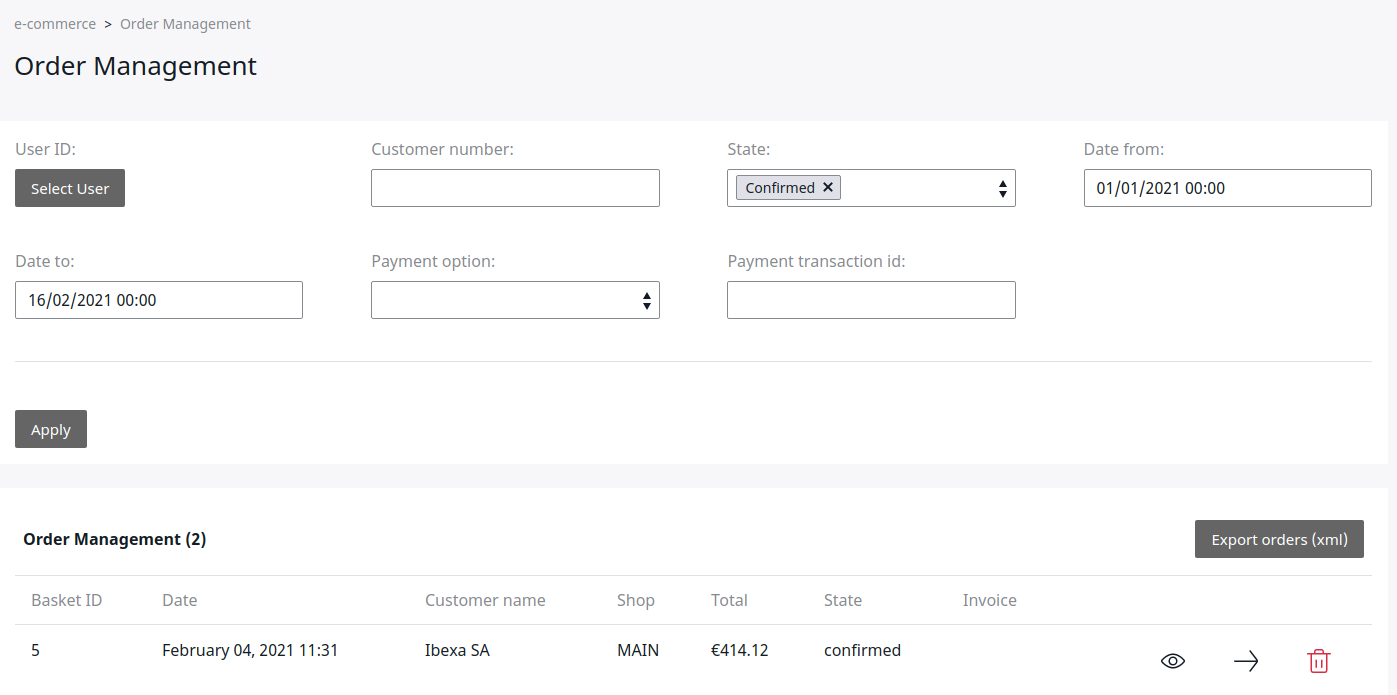 e-commerce > Order Management
Order Management
User ID: Customer number: State: Date from:
Select User Confirmed ✕ 01/01/2021 00:00
Date to: Payment option: Payment transaction id:
16/02/2021 00:00
Apply
Order Management (2) Export orders (xml)
Basket ID Date Customer name Shop Total State Invoice
5 February 04, 2021 11:31 Ibexa SA MAIN €414.12 confirmed